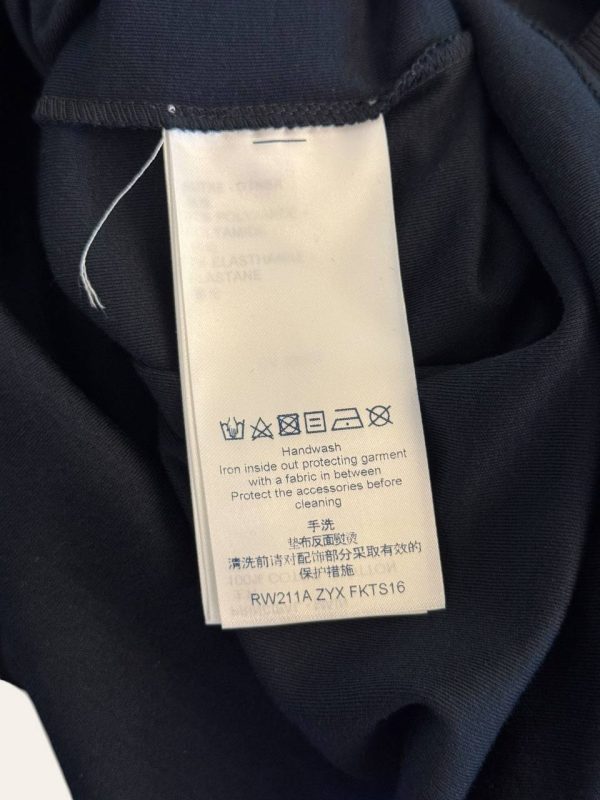 Handwash
Iron inside out protecting garment
with a fabric in between
Protect the accessories before
cleaning
手洗
垫布反面熨烫
清洗前请对配饰部分采取有效的
保护措施
RW211A ZYX FKTS16